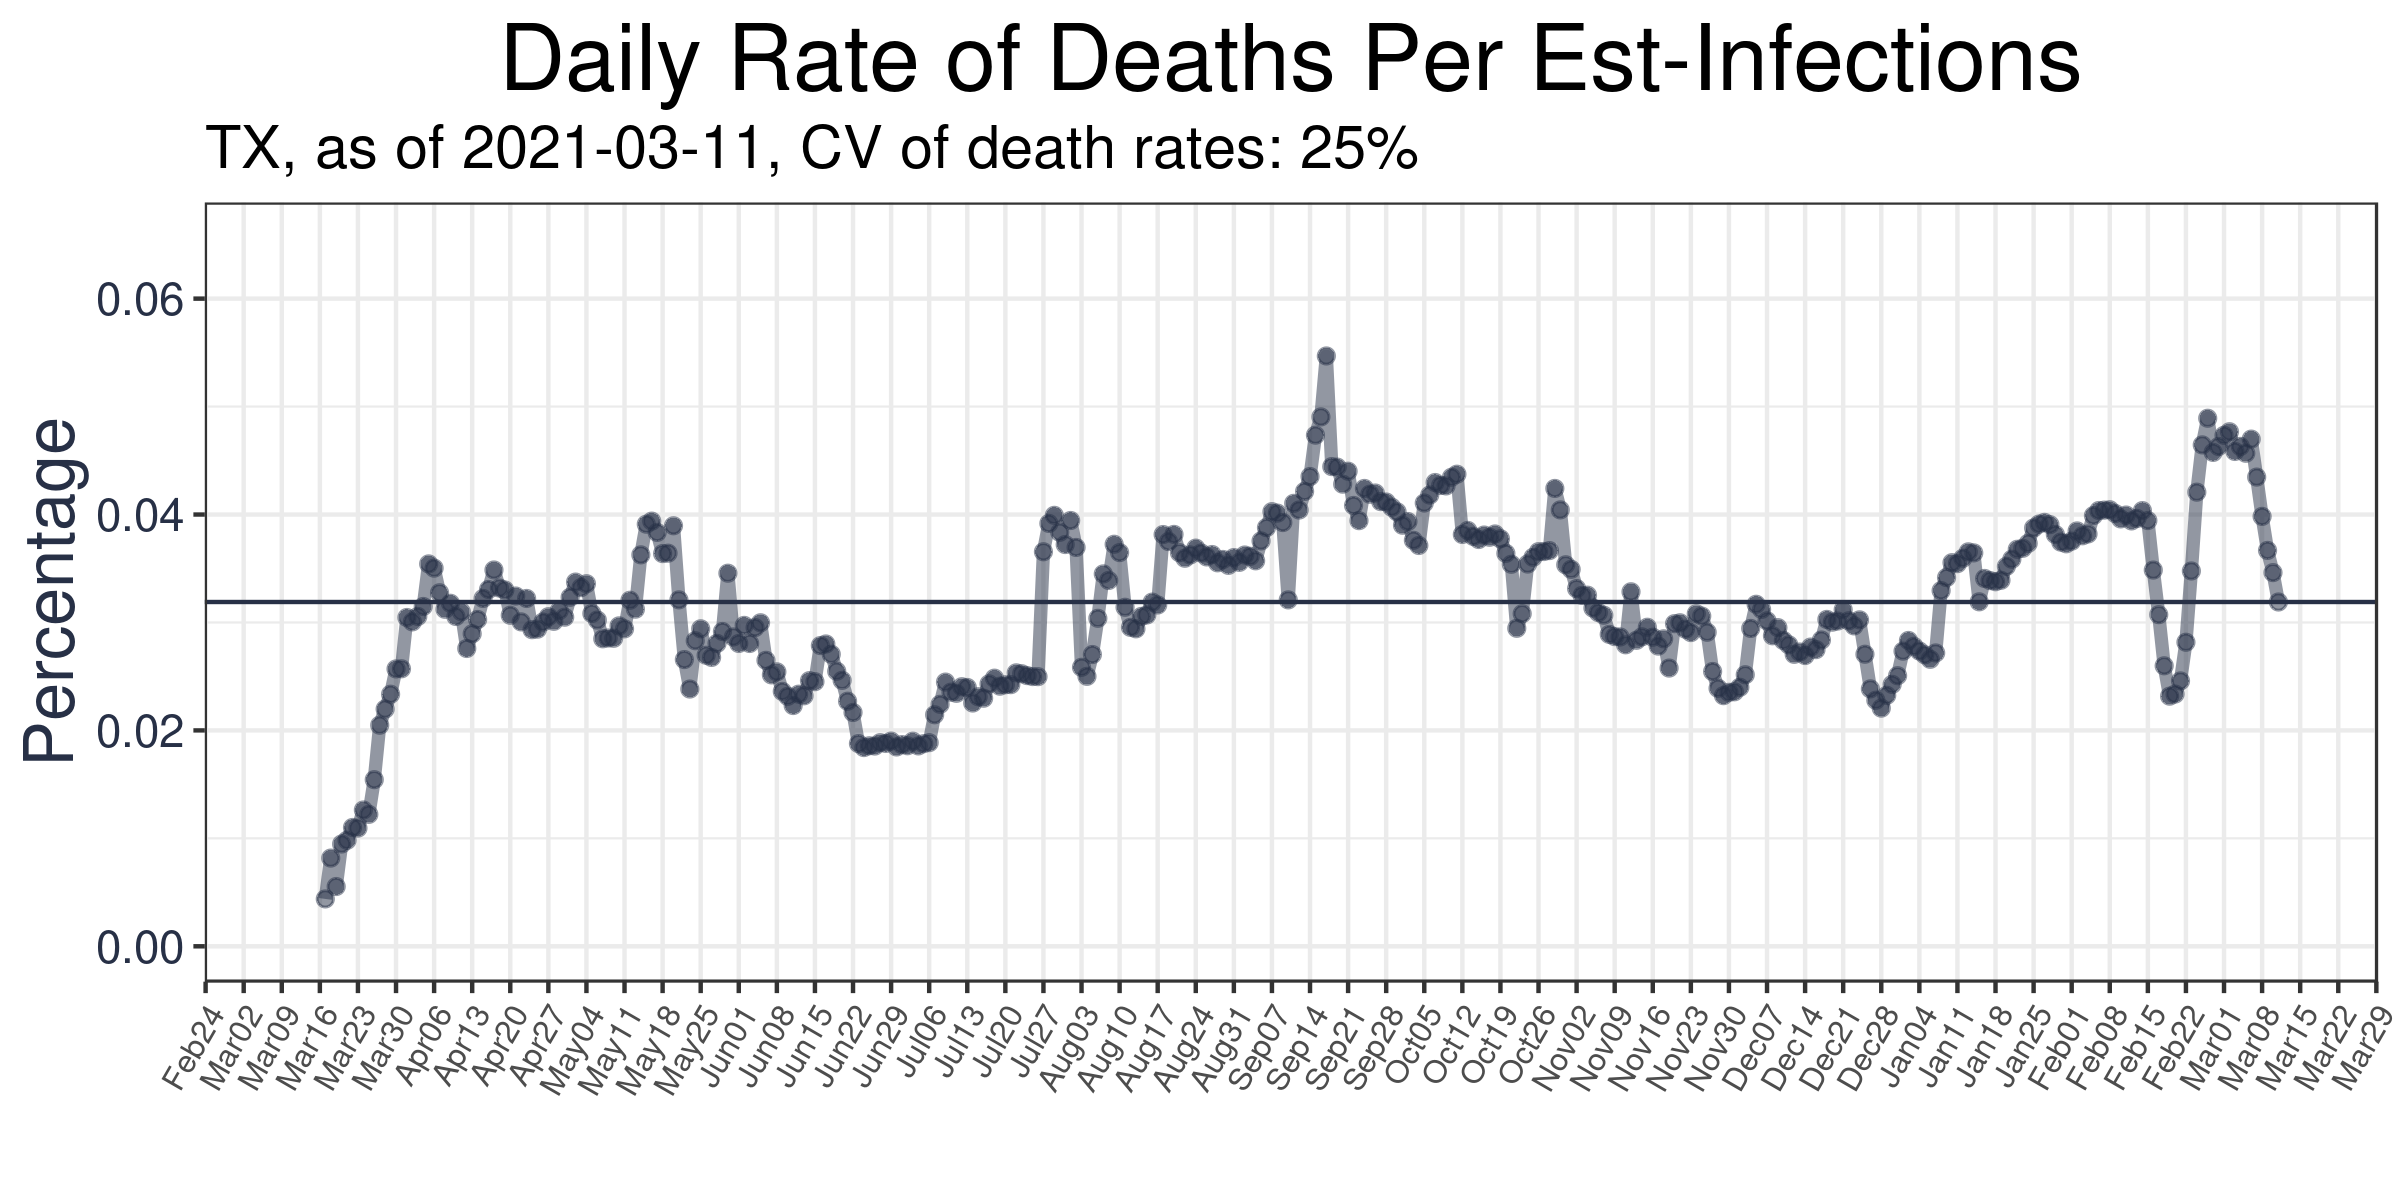 Daily Rate of Deaths Per Est-Infections
TX, as of 2021-03-11, CV of death rates: 25%
Percentage
0.06
0.04
0.02
0.00
Feb24
Mar02
Mar09
Mar16
Mar23
Mar30
Apr06
Apr13
Apr20
Apr27
May04
May11
May18
May25
Jun01
Jun08
Jun15
Jun22
Jun29
Jul06
Jul13
Jul20
Jul27
Aug03
Aug10
Aug17
Aug24
Aug31
Sep07
Sep14
Sep21
Sep28
Oct05
Oct12
Oct19
Oct26
Nov02
Nov09
Nov16
Nov23
Nov30
Dec07
Dec14
Dec21
Dec28
Jan04
Jan11
Jan18
Jan25
Feb01
Feb08
Feb15
Feb22
Mar01
Mar08
Mar15
Mar22
Mar29